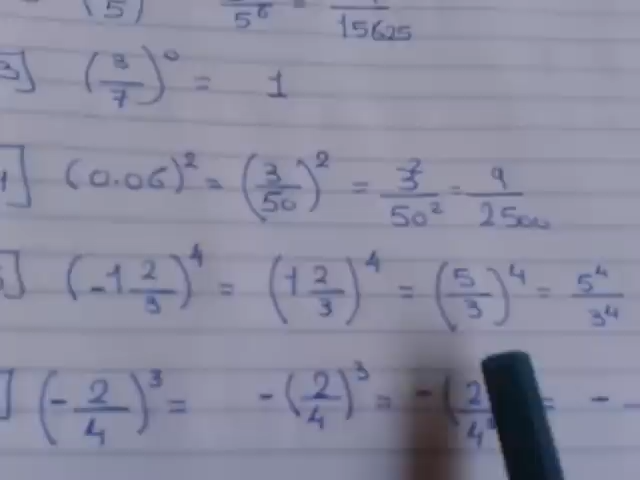 5) 5⁶ = 15625
3] (3/7)⁰ = 1
] (0.06)² = (3/50)² = 3²/50² = 9/2500
] (-1 2/3)⁴ = (1 2/3)⁴ = (5/3)⁴ = 5⁴/3⁴
] (-2/4)³ = -(2/4)³ = -(2/4 = -